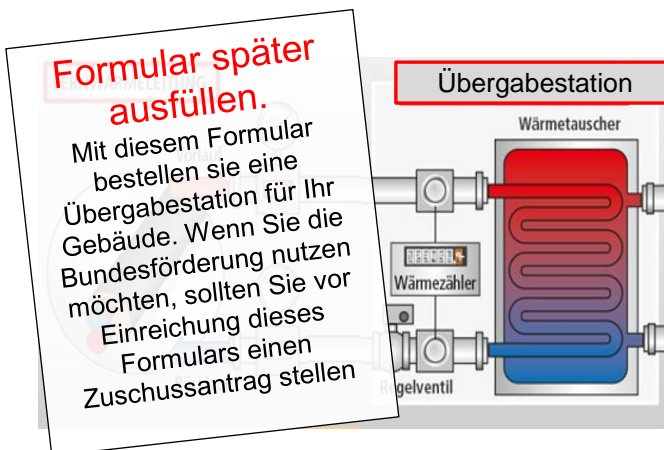 Formular später
ausfüllen.
Mit diesem Formular
bestellen sie eine
Übergabestation für Ihr
Gebäude. Wenn Sie die
Bundesförderung nutzen
möchten, sollten Sie vor
Einreichung dieses
Formulars einen
Zuschussantrag stellen
Übergabestation
Wärmetauscher
Wärmezähler
Regelventil